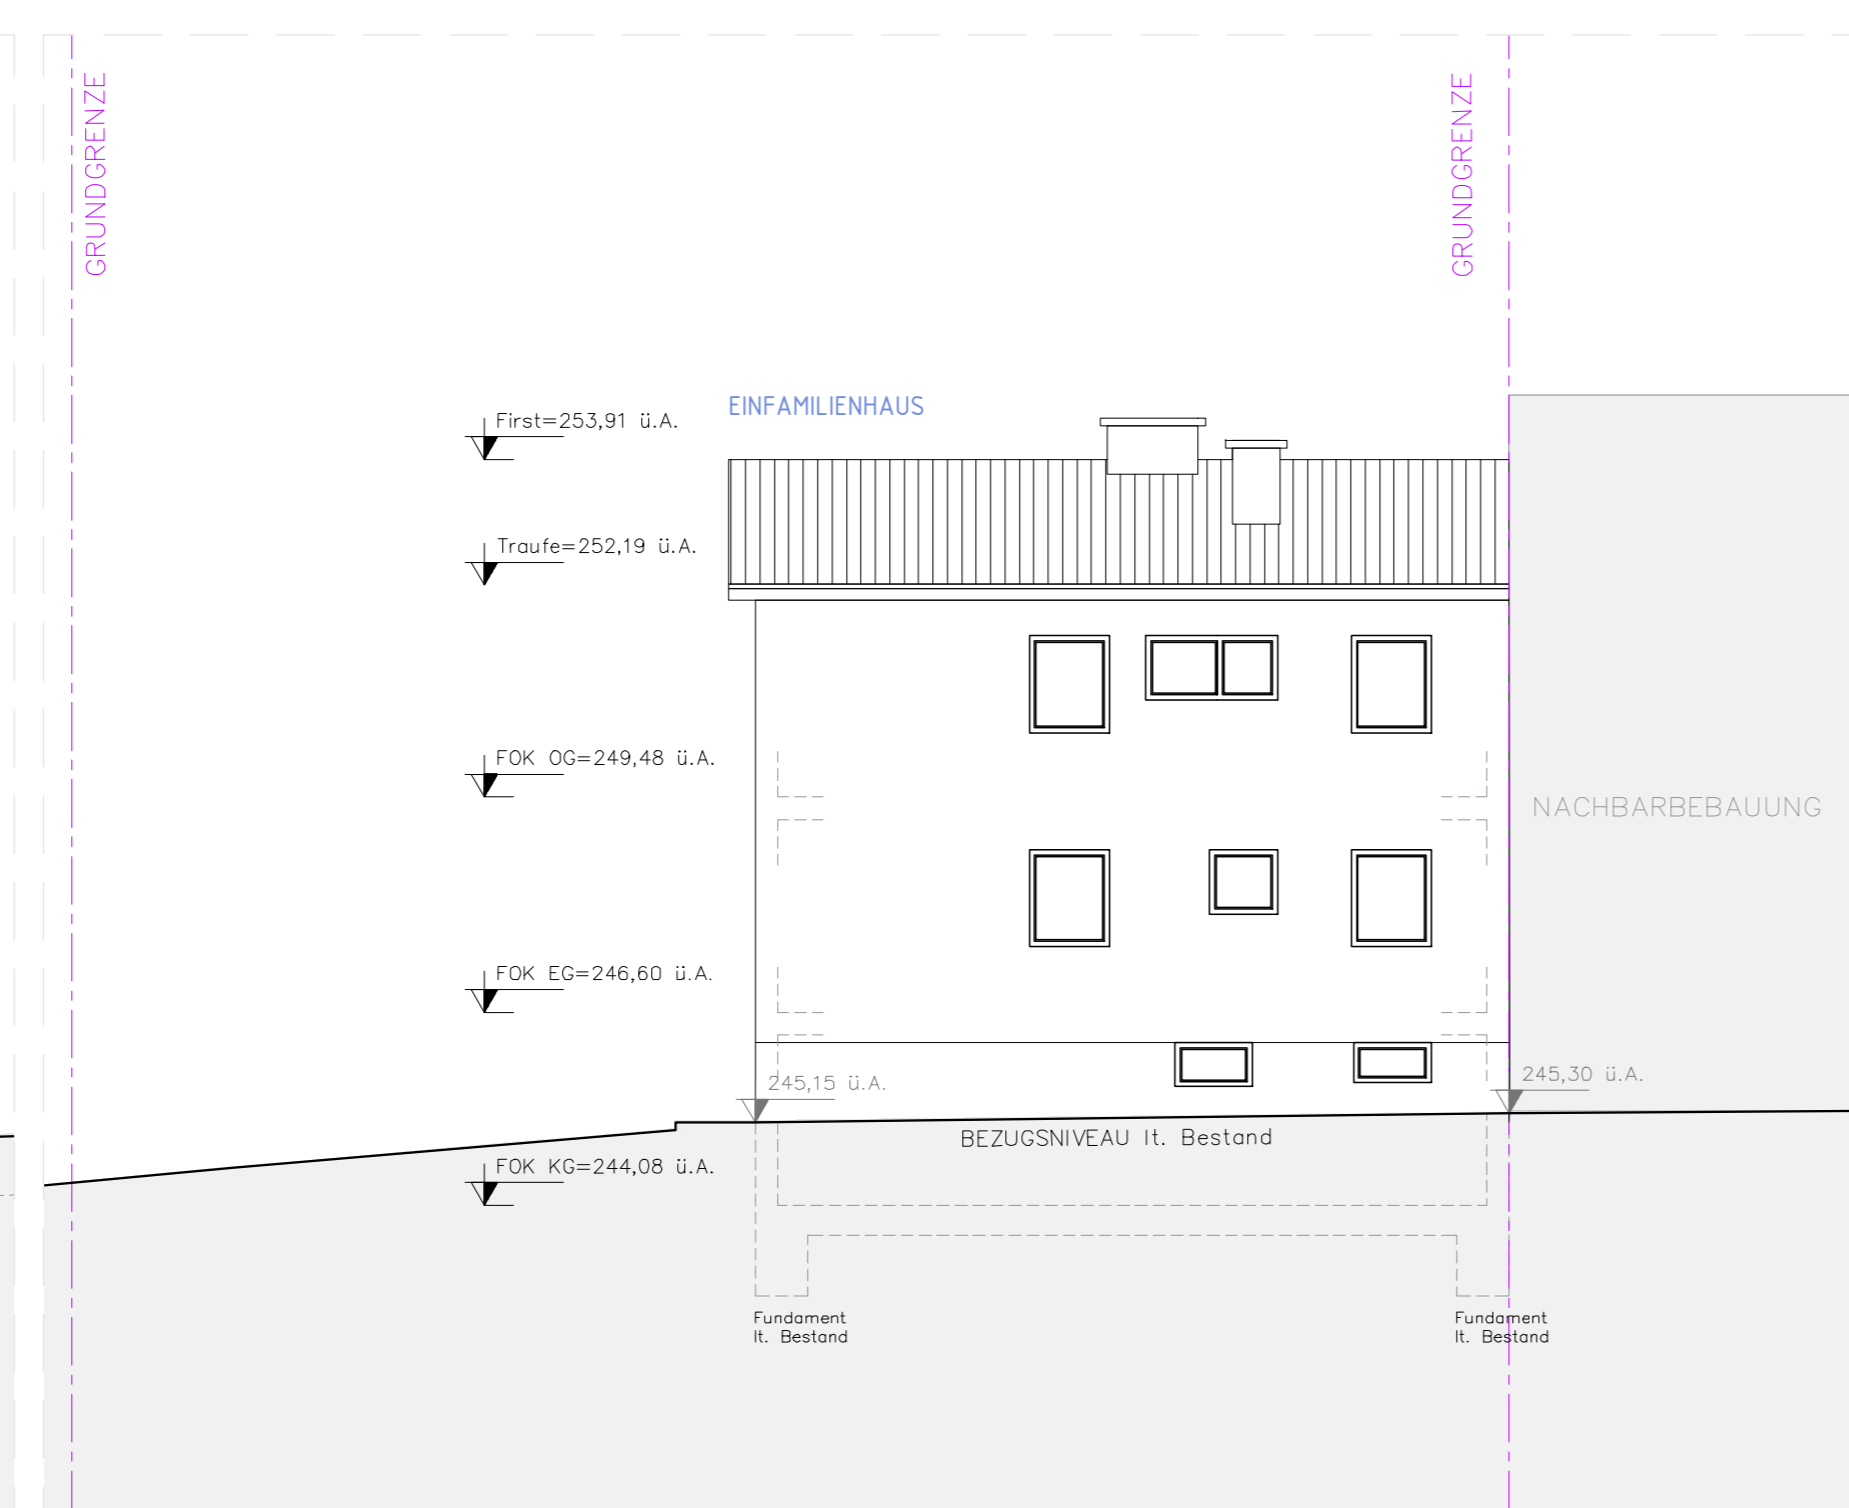 GRUNDGRENZE
GRUNDGRENZE
EINFAMILIENHAUS
First=253,91 ü.A.
Traufe=252,19 ü.A.
FOK OG=249,48 ü.A.
NACHBARBEBAUUNG
FOK EG=246,60 ü.A.
245,15 ü.A.
245,30 ü.A.
BEZUGSNIVEAU lt. Bestand
FOK KG=244,08 ü.A.
Fundament
lt. Bestand
Fundament
lt. Bestand